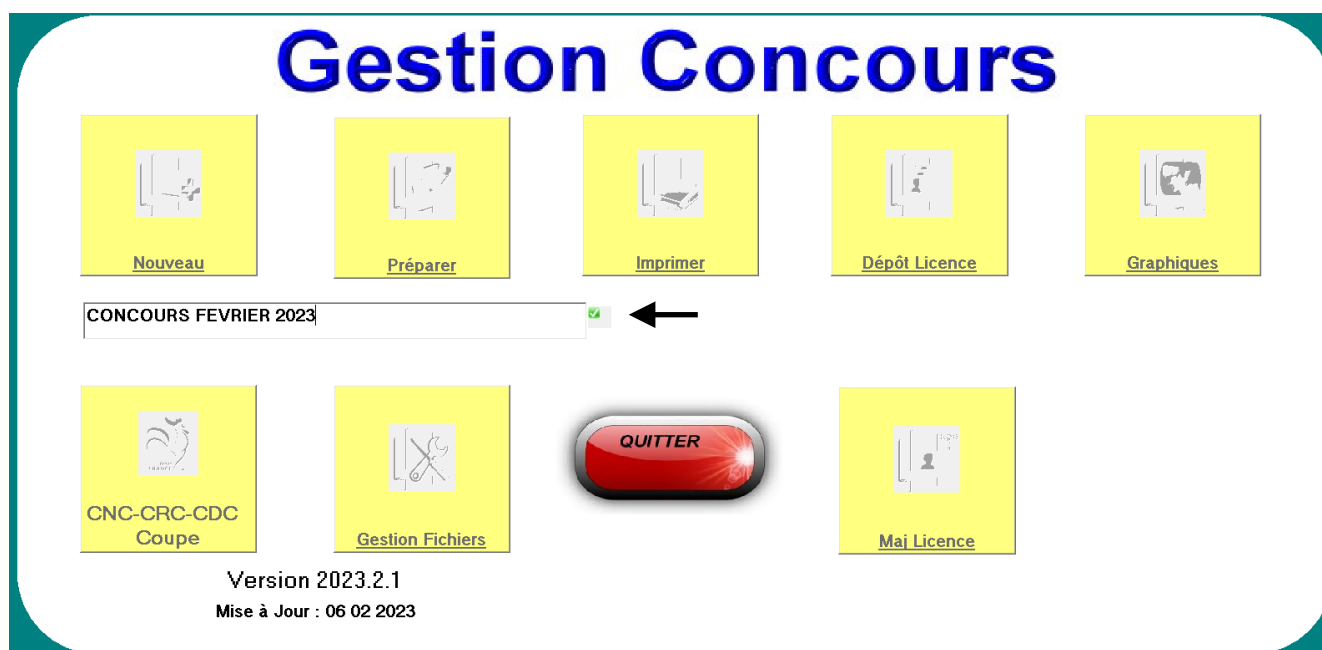 Gestion Concours
Nouveau
Préparer
Imprimer
Dépôt Licence
Graphiques
CONCOURS FEVRIER 2023
CNC-CRC-CDC
Coupe
Gestion Fichiers
QUITTER
Maj Licence
Version 2023.2.1
Mise à Jour : 06 02 2023